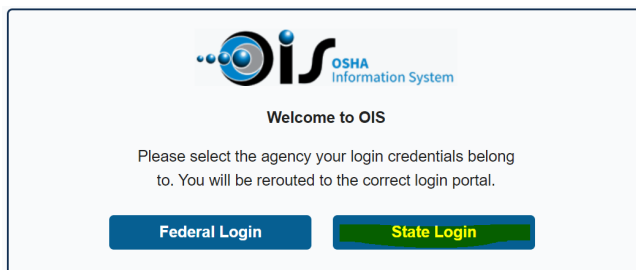 OIS OSHA
Information System
Welcome to OIS
Please select the agency your login credentials belong
to. You will be rerouted to the correct login portal.
Federal Login State Login